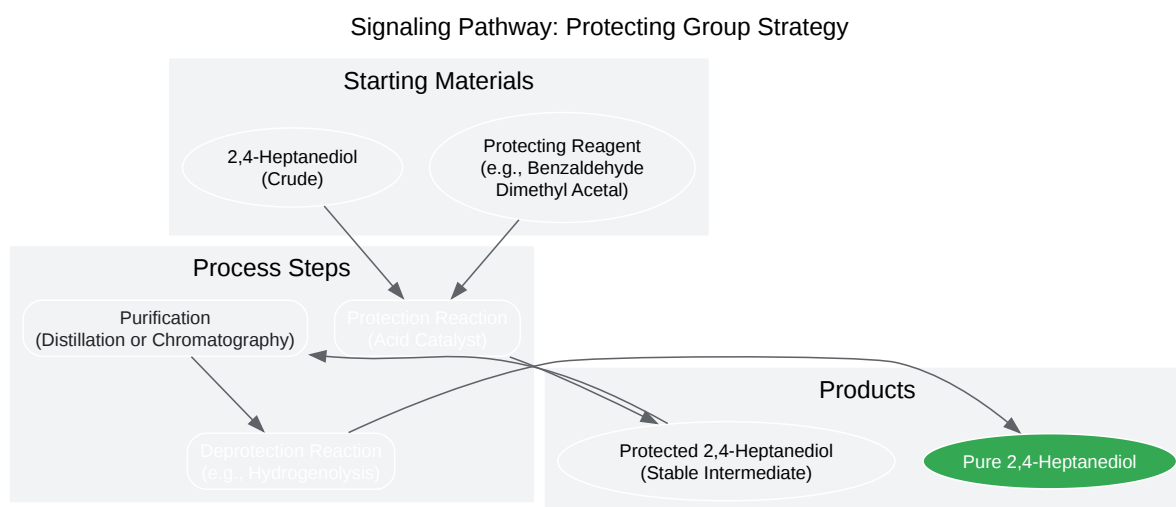 Signaling Pathway: Protecting Group Strategy
Starting Materials
2,4-Heptanediol
(Crude)
Protecting Reagent
(e.g., Benzaldehyde
Dimethyl Acetal)
Process Steps
Purification
(Distillation or Chromatography)
Protection Reaction
(Acid Catalyst)
Deprotection Reaction
(e.g., Hydrogenolysis)
Products
Protected 2,4-Heptanediol
(Stable Intermediate)
Pure 2,4-Heptanediol